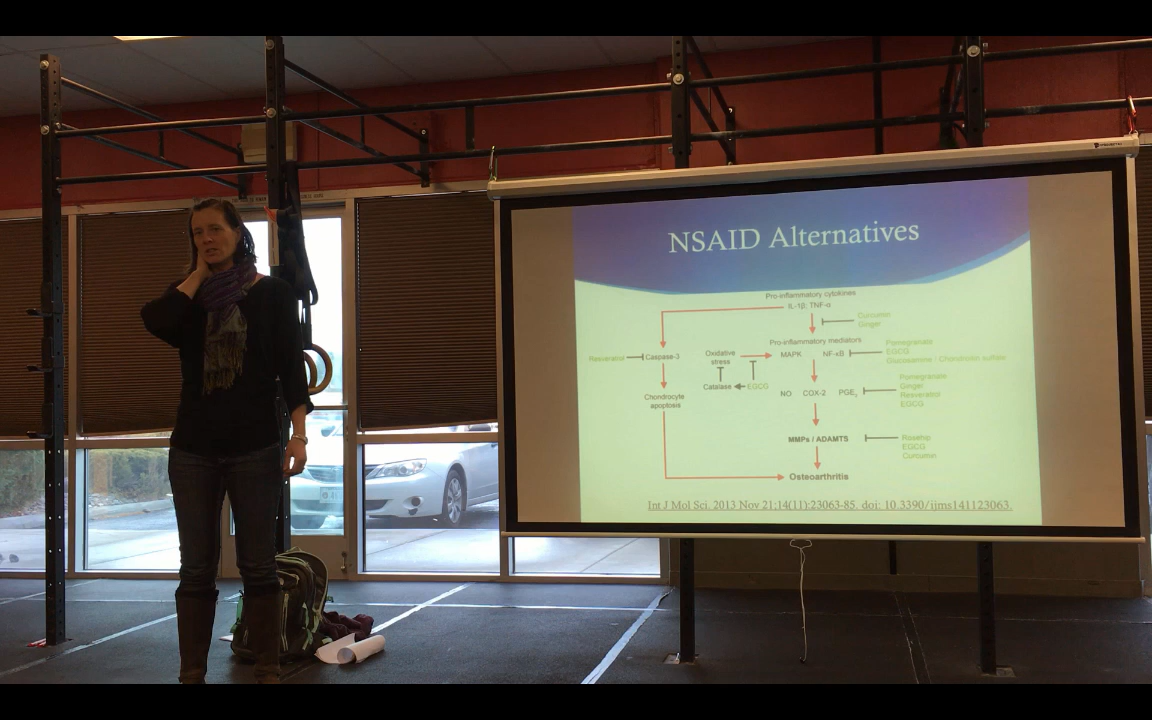 NSAID Alternatives
Pro-inflammatory cytokines
IL-1β; TNF-α
Curcumin
Ginger
Pro-inflammatory mediators
Resveratrol
Caspase-3
Oxidative
stress
MAPK
NF-κB
Pomegranate
EGCG
Glucosamine / Chondroitin sulfate
Catalase
EGCG
Chondrocyte
apoptosis
NO
COX-2
PGE₂
Pomegranate
Ginger
Resveratrol
EGCG
MMPs / ADAMTS
Rosehip
EGCG
Curcumin
Osteoarthritis
Int J Mol Sci. 2013 Nov 21;14(11):23063-85. doi: 10.3390/ijms141123063.